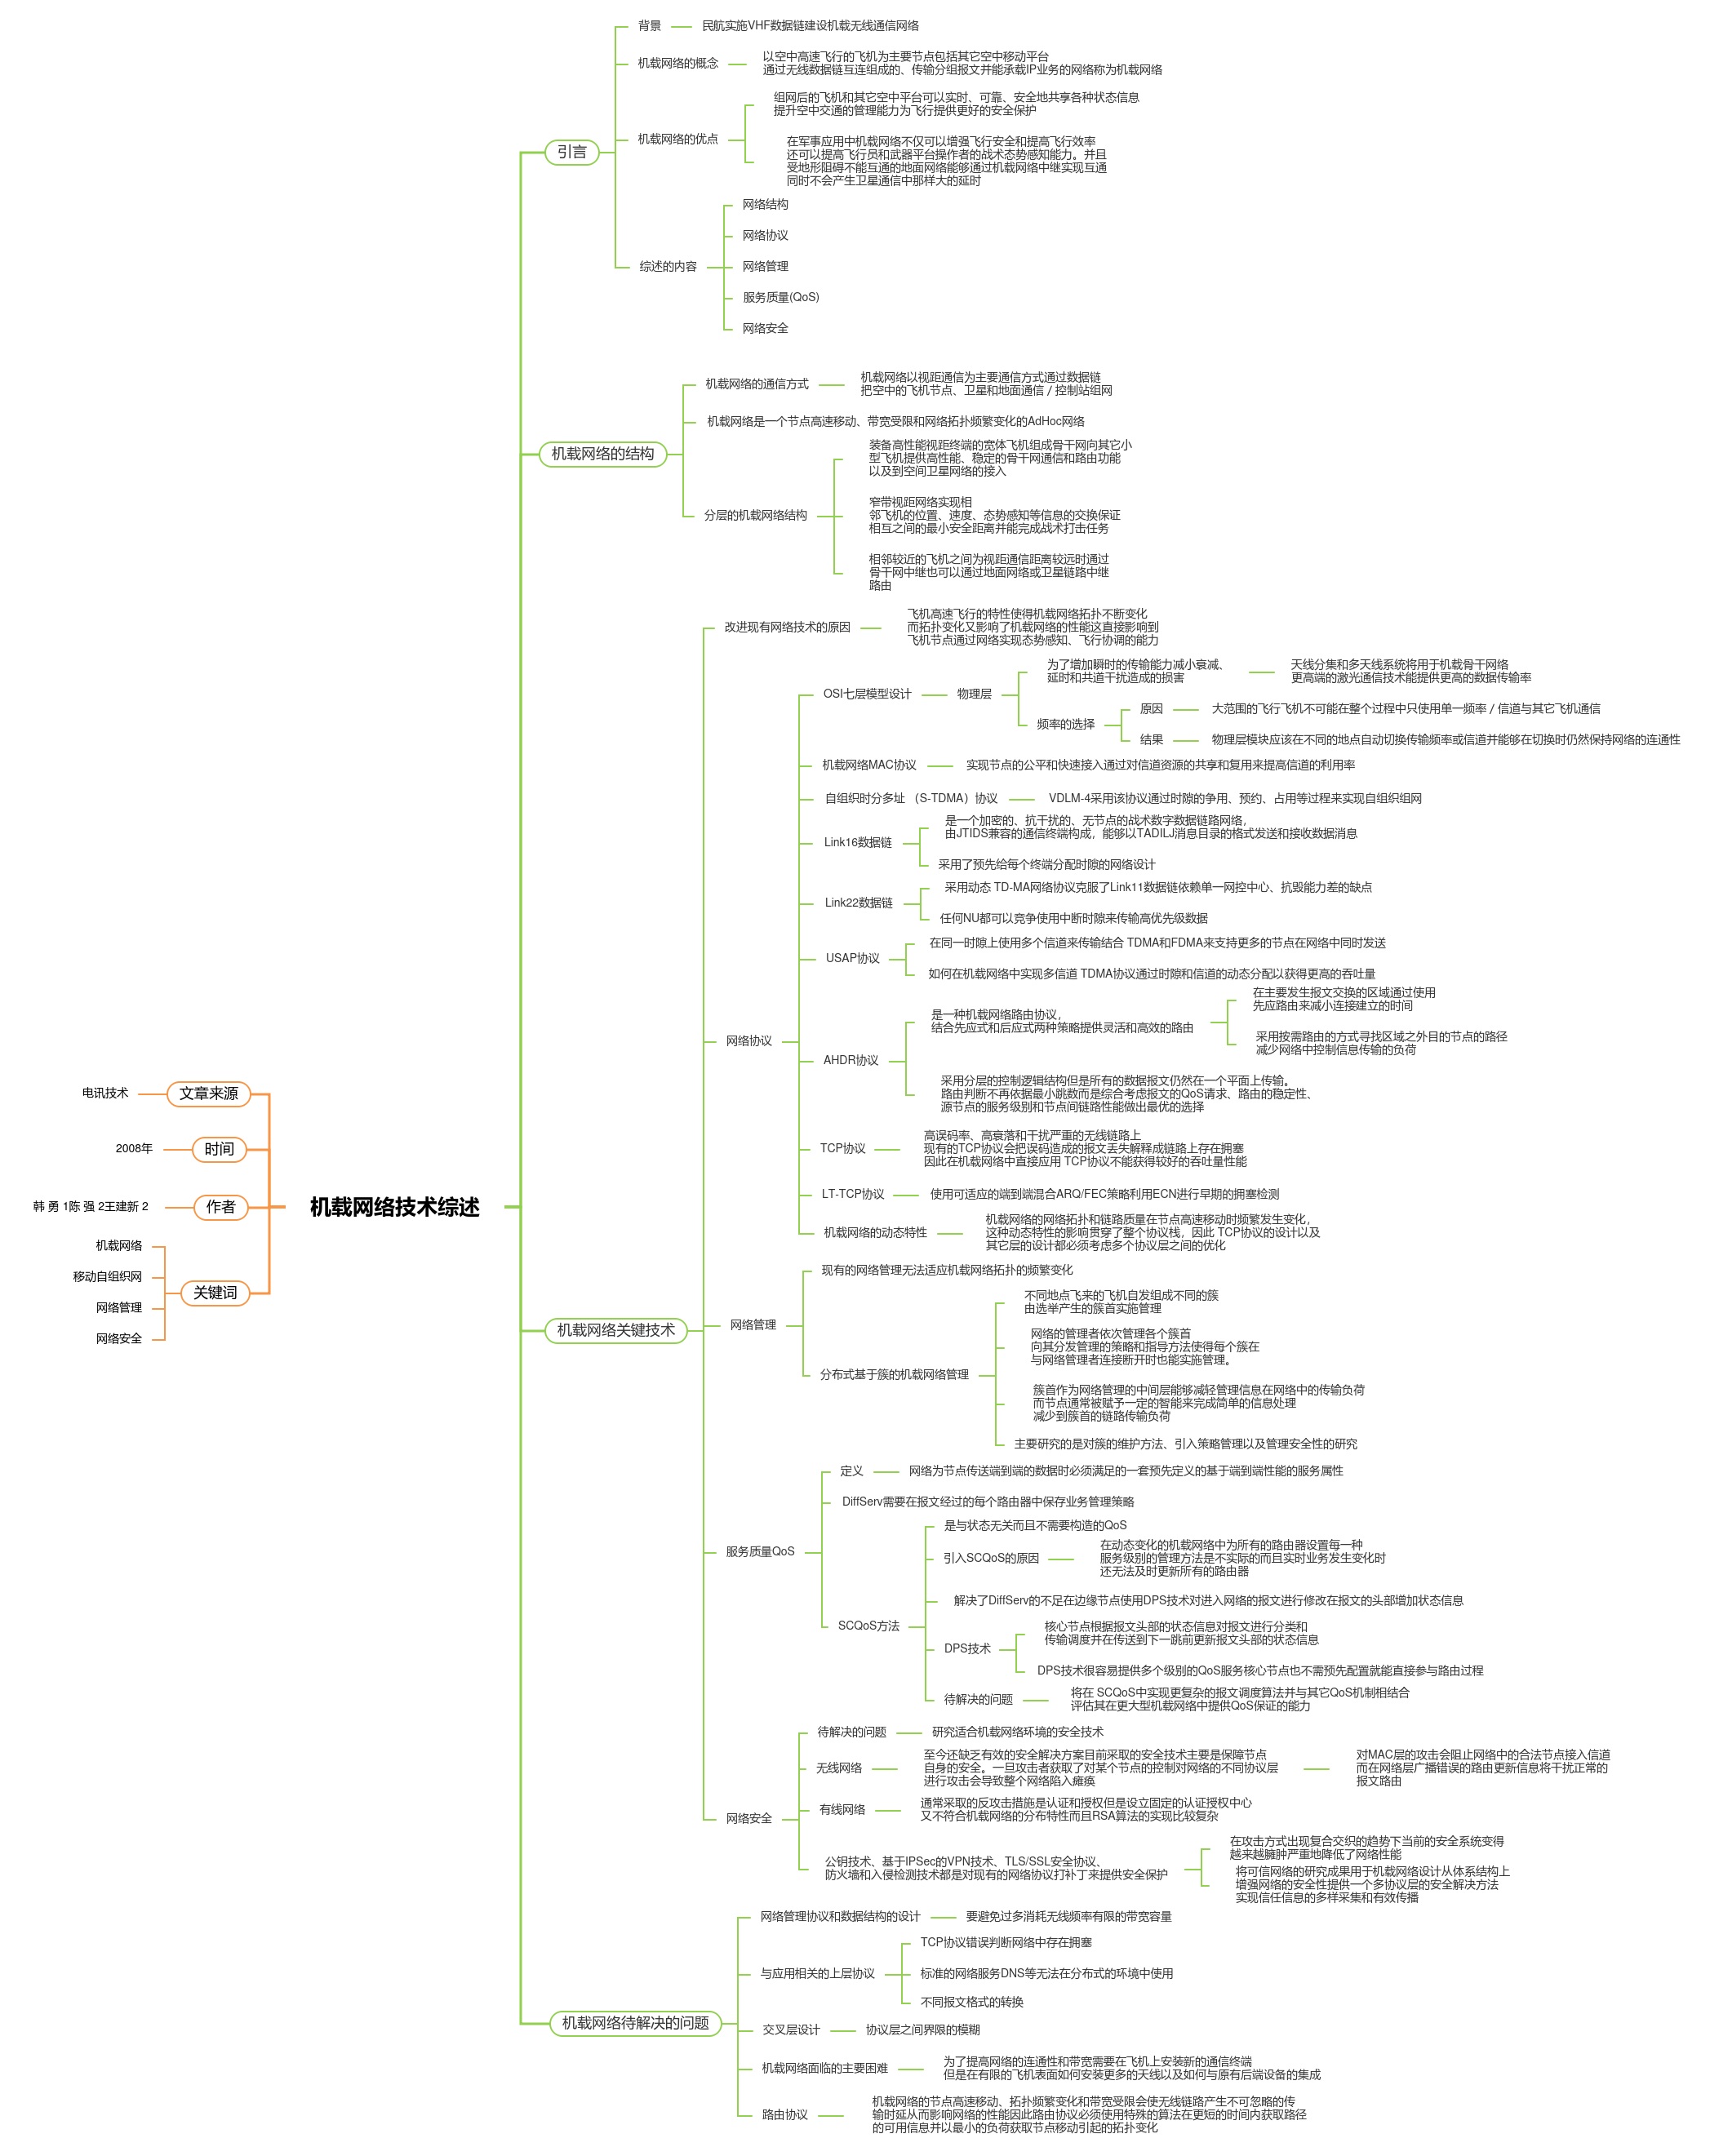 机载网络技术综述
文章来源
电讯技术
时间
2008年
作者
韩 勇 1陈 强 2王建新 2
关键词
机载网络
移动自组织网
网络管理
网络安全
引言
背景
民航实施VHF数据链建设机载无线通信网络
机载网络的概念
以空中高速飞行的飞机为主要节点包括其它空中移动平台
通过无线数据链互连组成的、传输分组报文并能承载IP业务的网络称为机载网络
机载网络的优点
组网后的飞机和其它空中平台可以实时、可靠、安全地共享各种状态信息
提升空中交通的管理能力为飞行提供更好的安全保护
在军事应用中机载网络不仅可以增强飞行安全和提高飞行效率
还可以提高飞行员和武器平台操作者的战术态势感知能力。并且
受地形阻碍不能互通的地面网络能够通过机载网络中继实现互通
同时不会产生卫星通信中那样大的延时
综述的内容
网络结构
网络协议
网络管理
服务质量(QoS)
网络安全
机载网络的结构
机载网络的通信方式
机载网络以视距通信为主要通信方式通过数据链
把空中的飞机节点、卫星和地面通信 / 控制站组网
机载网络是一个节点高速移动、带宽受限和网络拓扑频繁变化的AdHoc网络
分层的机载网络结构
装备高性能视距终端的宽体飞机组成骨干网向其它小
型飞机提供高性能、稳定的骨干网通信和路由功能
以及到空间卫星网络的接入
窄带视距网络实现相
邻飞机的位置、速度、态势感知等信息的交换保证
相互之间的最小安全距离并能完成战术打击任务
相邻较近的飞机之间为视距通信距离较远时通过
骨干网中继也可以通过地面网络或卫星链路中继
路由
机载网络关键技术
改进现有网络技术的原因
飞机高速飞行的特性使得机载网络拓扑不断变化
而拓扑变化又影响了机载网络的性能这直接影响到
飞机节点通过网络实现态势感知、飞行协调的能力
网络协议
OSI七层模型设计
物理层
为了增加瞬时的传输能力减小衰减、
延时和共道干扰造成的损害
天线分集和多天线系统将用于机载骨干网络
更高端的激光通信技术能提供更高的数据传输率
频率的选择
原因
大范围的飞行飞机不可能在整个过程中只使用单一频率 / 信道与其它飞机通信
结果
物理层模块应该在不同的地点自动切换传输频率或信道并能够在切换时仍然保持网络的连通性
机载网络MAC协议
实现节点的公平和快速接入通过对信道资源的共享和复用来提高信道的利用率
自组织时分多址 （S-TDMA）协议
VDLM-4采用该协议通过时隙的争用、预约、占用等过程来实现自组织组网
Link16数据链
是一个加密的、抗干扰的、无节点的战术数字数据链路网络，
由JTIDS兼容的通信终端构成，能够以TADILJ消息目录的格式发送和接收数据消息
采用了预先给每个终端分配时隙的网络设计
Link22数据链
采用动态 TD-MA网络协议克服了Link11数据链依赖单一网控中心、抗毁能力差的缺点
任何NU都可以竞争使用中断时隙来传输高优先级数据
USAP协议
在同一时隙上使用多个信道来传输结合 TDMA和FDMA来支持更多的节点在网络中同时发送
如何在机载网络中实现多信道 TDMA协议通过时隙和信道的动态分配以获得更高的吞吐量
AHDR协议
是一种机载网络路由协议，
结合先应式和后应式两种策略提供灵活和高效的路由
在主要发生报文交换的区域通过使用
先应路由来减小连接建立的时间
采用按需路由的方式寻找区域之外目的节点的路径
减少网络中控制信息传输的负荷
采用分层的控制逻辑结构但是所有的数据报文仍然在一个平面上传输。
路由判断不再依据最小跳数而是综合考虑报文的QoS请求、路由的稳定性、
源节点的服务级别和节点间链路性能做出最优的选择
TCP协议
高误码率、高衰落和干扰严重的无线链路上
现有的TCP协议会把误码造成的报文丢失解释成链路上存在拥塞
因此在机载网络中直接应用 TCP协议不能获得较好的吞吐量性能
LT-TCP协议
使用可适应的端到端混合ARQ/FEC策略利用ECN进行早期的拥塞检测
机载网络的动态特性
机载网络的网络拓扑和链路质量在节点高速移动时频繁发生变化，
这种动态特性的影响贯穿了整个协议栈，因此 TCP协议的设计以及
其它层的设计都必须考虑多个协议层之间的优化
网络管理
现有的网络管理无法适应机载网络拓扑的频繁变化
分布式基于簇的机载网络管理
不同地点飞来的飞机自发组成不同的簇
由选举产生的簇首实施管理
网络的管理者依次管理各个簇首
向其分发管理的策略和指导方法使得每个簇在
与网络管理者连接断开时也能实施管理。
簇首作为网络管理的中间层能够减轻管理信息在网络中的传输负荷
而节点通常被赋予一定的智能来完成简单的信息处理
减少到簇首的链路传输负荷
主要研究的是对簇的维护方法、引入策略管理以及管理安全性的研究
服务质量QoS
定义
网络为节点传送端到端的数据时必须满足的一套预先定义的基于端到端性能的服务属性
DiffServ需要在报文经过的每个路由器中保存业务管理策略
SCQoS方法
是与状态无关而且不需要构造的QoS
引入SCQoS的原因
在动态变化的机载网络中为所有的路由器设置每一种
服务级别的管理方法是不实际的而且实时业务发生变化时
还无法及时更新所有的路由器
解决了DiffServ的不足在边缘节点使用DPS技术对进入网络的报文进行修改在报文的头部增加状态信息
DPS技术
核心节点根据报文头部的状态信息对报文进行分类和
传输调度并在传送到下一跳前更新报文头部的状态信息
DPS技术很容易提供多个级别的QoS服务核心节点也不需预先配置就能直接参与路由过程
待解决的问题
将在 SCQoS中实现更复杂的报文调度算法并与其它QoS机制相结合
评估其在更大型机载网络中提供QoS保证的能力
网络安全
待解决的问题
研究适合机载网络环境的安全技术
无线网络
至今还缺乏有效的安全解决方案目前采取的安全技术主要是保障节点
自身的安全。一旦攻击者获取了对某个节点的控制对网络的不同协议层
进行攻击会导致整个网络陷入瘫痪
对MAC层的攻击会阻止网络中的合法节点接入信道
而在网络层广播错误的路由更新信息将干扰正常的
报文路由
有线网络
通常采取的反攻击措施是认证和授权但是设立固定的认证授权中心
又不符合机载网络的分布特性而且RSA算法的实现比较复杂
公钥技术、基于IPSec的VPN技术、TLS/SSL安全协议、
防火墙和入侵检测技术都是对现有的网络协议打补丁来提供安全保护
在攻击方式出现复合交织的趋势下当前的安全系统变得
越来越臃肿严重地降低了网络性能
将可信网络的研究成果用于机载网络设计从体系结构上
增强网络的安全性提供一个多协议层的安全解决方法
实现信任信息的多样采集和有效传播
机载网络待解决的问题
网络管理协议和数据结构的设计
要避免过多消耗无线频率有限的带宽容量
与应用相关的上层协议
TCP协议错误判断网络中存在拥塞
标准的网络服务DNS等无法在分布式的环境中使用
不同报文格式的转换
交叉层设计
协议层之间界限的模糊
机载网络面临的主要困难
为了提高网络的连通性和带宽需要在飞机上安装新的通信终端
但是在有限的飞机表面如何安装更多的天线以及如何与原有后端设备的集成
路由协议
机载网络的节点高速移动、拓扑频繁变化和带宽受限会使无线链路产生不可忽略的传
输时延从而影响网络的性能因此路由协议必须使用特殊的算法在更短的时间内获取路径
的可用信息并以最小的负荷获取节点移动引起的拓扑变化